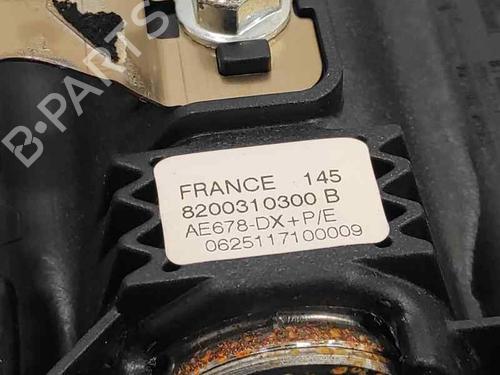 B-PARTS
FRANCE 145
8200310300 B
AE678-DX+P/E
0625117100009